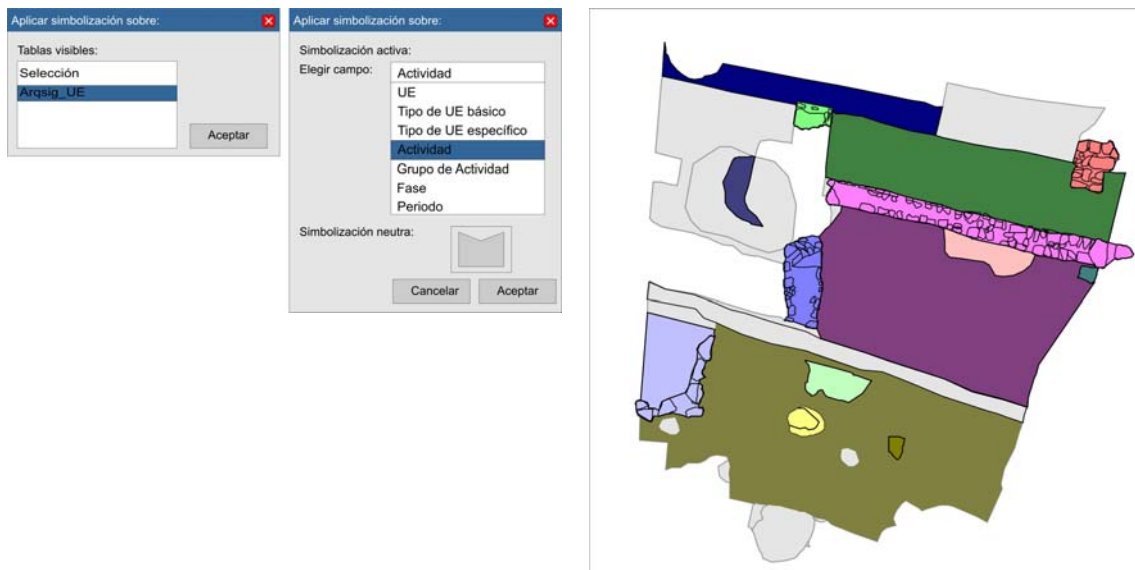 Aplicar simbolización sobre:
Tablas visibles:
Selección
Arqsig_UE
Aceptar
Aplicar simbolización sobre:
Simbolización activa:
Elegir campo:
Actividad
UE
Tipo de UE básico
Tipo de UE específico
Actividad
Grupo de Actividad
Fase
Periodo
Simbolización neutra:
Cancelar
Aceptar